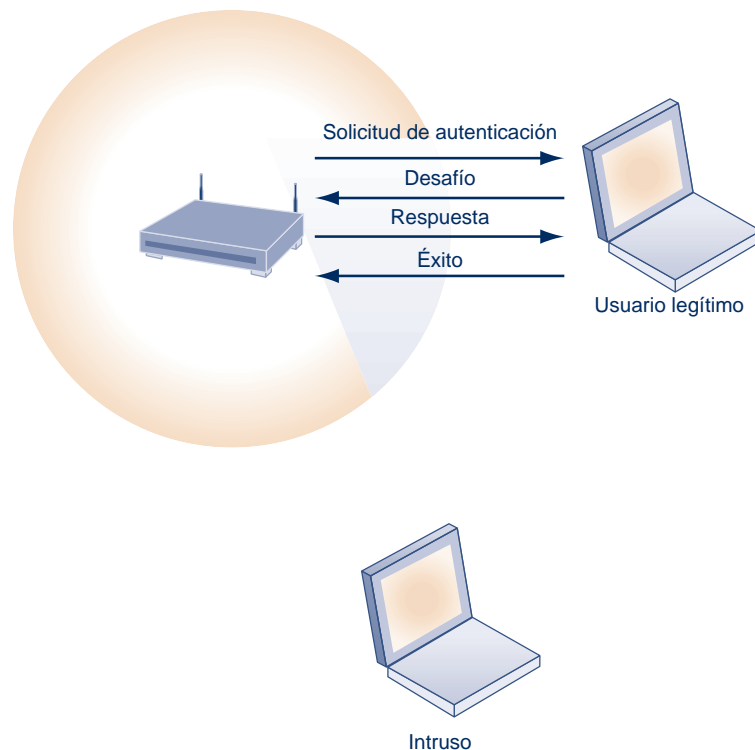 Solicitud de autenticación
Desafío
Respuesta
Éxito
Usuario legítimo
Intruso